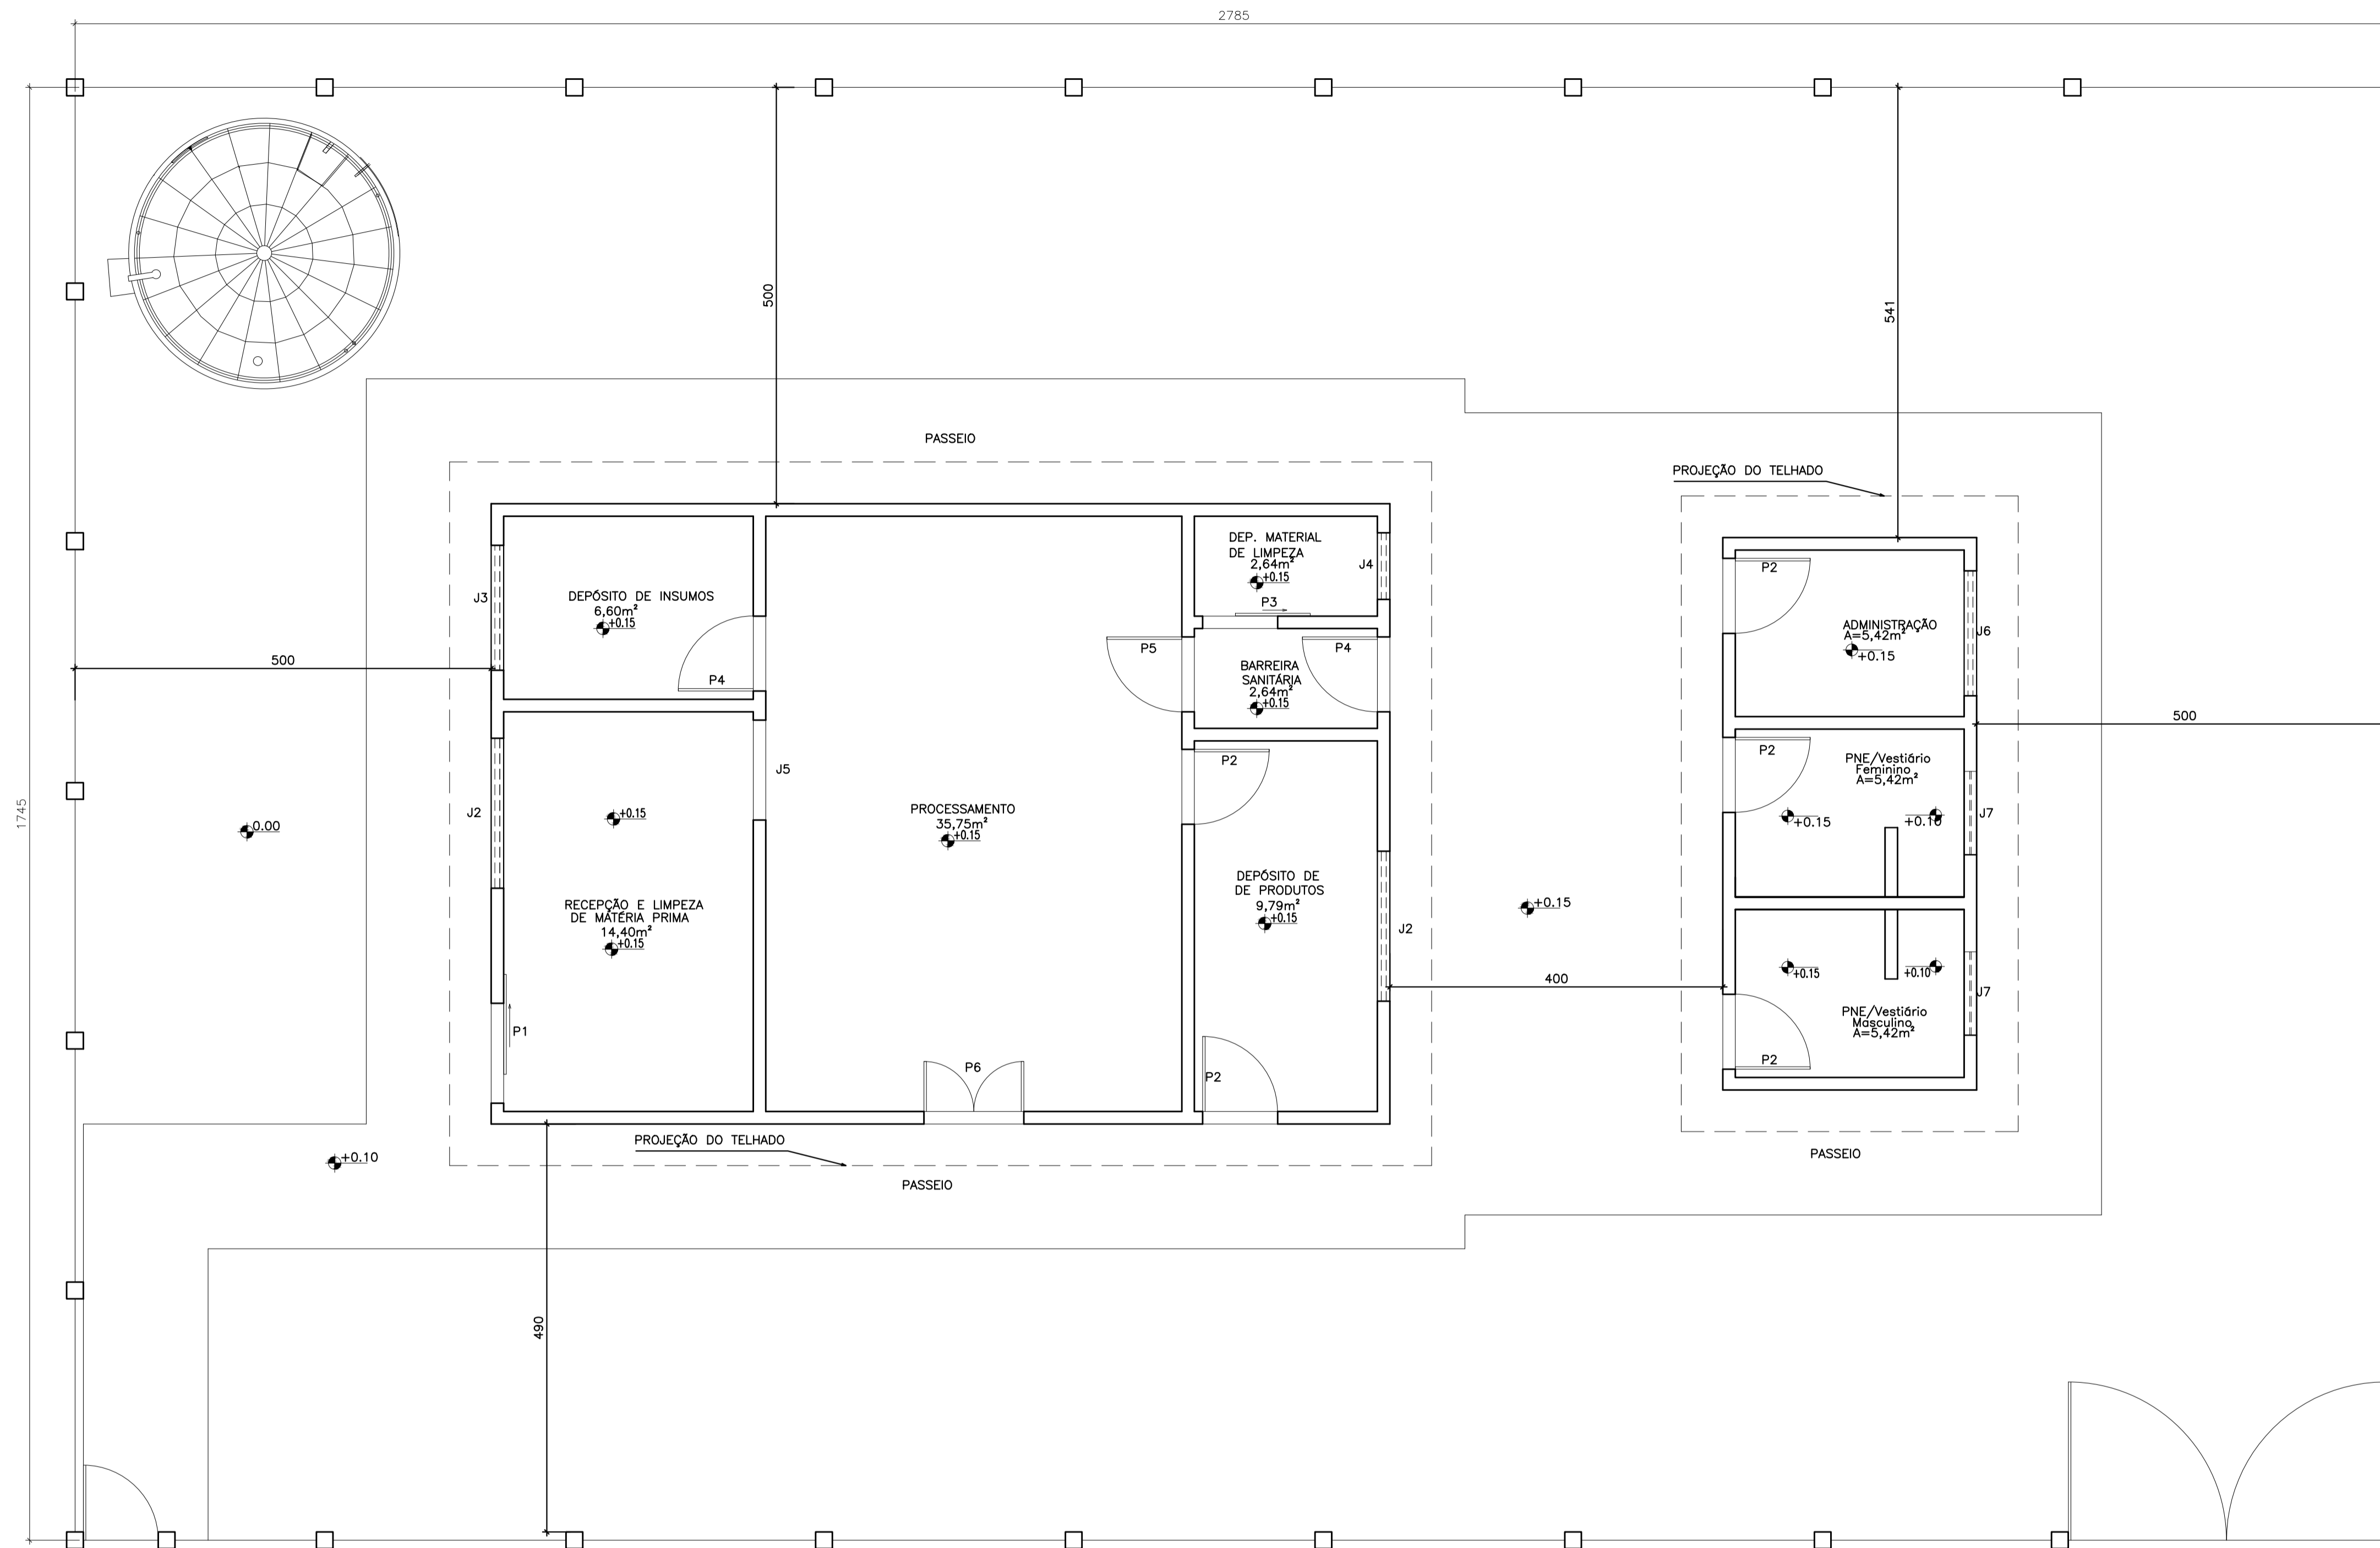 2785
500
541
PASSEIO
PROJEÇÃO DO TELHADO
DEP. MATERIAL
DE LIMPEZA
2,64m²
+0.15
J4
P2
J3
DEPÓSITO DE INSUMOS
6,60m²
+0.15
P3
ADMINISTRAÇÃO
A=5,42m²
+0.15
J6
500
P4
P5
P4
BARREIRA
SANITÁRIA
2,64m²
+0.15
500
J5
P2
P2
PNE/Vestiário
Feminino
A=5,42m²
+0.15
+0.10
J7
1745
0.00
J2
+0.15
PROCESSAMENTO
35,75m²
+0.15
DEPÓSITO DE
DE PRODUTOS
9,79m²
+0.15
J2
+0.15
RECEPÇÃO E LIMPEZA
DE MATÉRIA PRIMA
14,40m²
+0.15
400
+0.15
+0.10
J7
PNE/Vestiário
Masculino
A=5,42m²
P1
P6
P2
P2
PROJEÇÃO DO TELHADO
+0.10
PASSEIO
PASSEIO
490